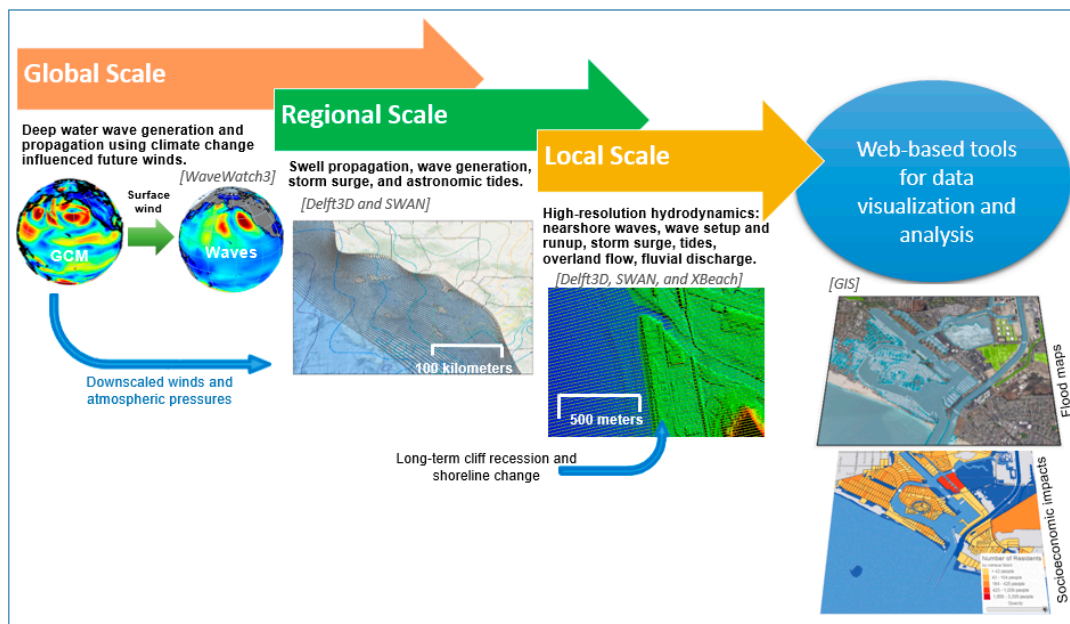 Global Scale
Deep water wave generation and
propagation using climate change
influenced future winds.
[WaveWatch3]
GCM
Surface
wind
Waves
Downscaled winds and
atmospheric pressures
Regional Scale
Swell propagation, wave generation,
storm surge, and astronomic tides.
[Delft3D and SWAN]
100 kilometers
Local Scale
High-resolution hydrodynamics:
nearshore waves, wave setup and
runup, storm surge, tides,
overland flow, fluvial discharge.
[Delft3D, SWAN, and XBeach]
500 meters
Long-term cliff recession and
shoreline change
Web-based tools
for data
visualization and
analysis
[GIS]
Flood maps
Socioeconomic impacts
Number of Residents
by census block